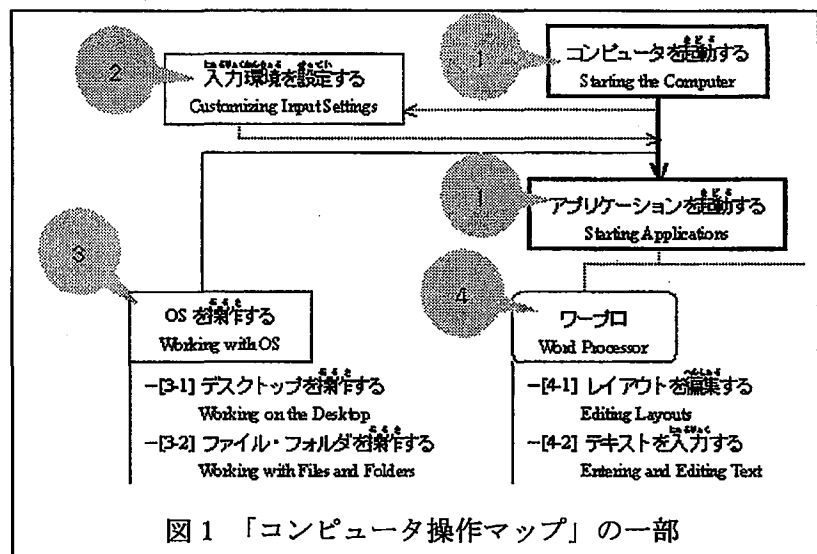 1
コンピュータを起動する
Starting the Computer
2
入力環境を設定する
Customizing Input Settings
1
アプリケーションを起動する
Starting Applications
3
OSを操作する
Working with OS
-[3-1] デスクトップを操作する
Working on the Desktop
-[3-2] ファイル・フォルダを操作する
Working with Files and Folders
4
ワープロ
Word Processor
-[4-1] レイアウトを編集する
Editing Layouts
-[4-2] テキストを入力する
Entering and Editing Text
図1 「コンピュータ操作マップ」の一部